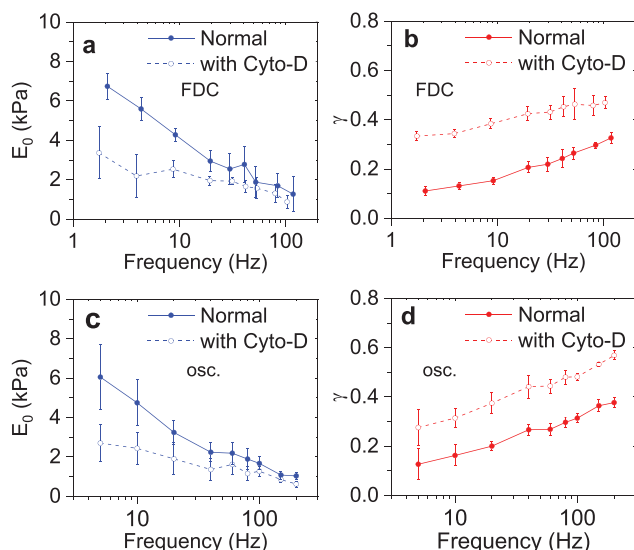 a
Normal
with Cyto-D
FDC
E0 (kPa)
10
8
6
4
2
0
1
10
100
Frequency (Hz)
b
Normal
with Cyto-D
FDC
γ
0.8
0.6
0.4
0.2
0.0
1
10
100
Frequency (Hz)
c
Normal
with Cyto-D
osc.
E0 (kPa)
10
8
6
4
2
0
10
100
Frequency (Hz)
d
Normal
with Cyto-D
osc.
γ
0.8
0.6
0.4
0.2
0.0
10
100
Frequency (Hz)